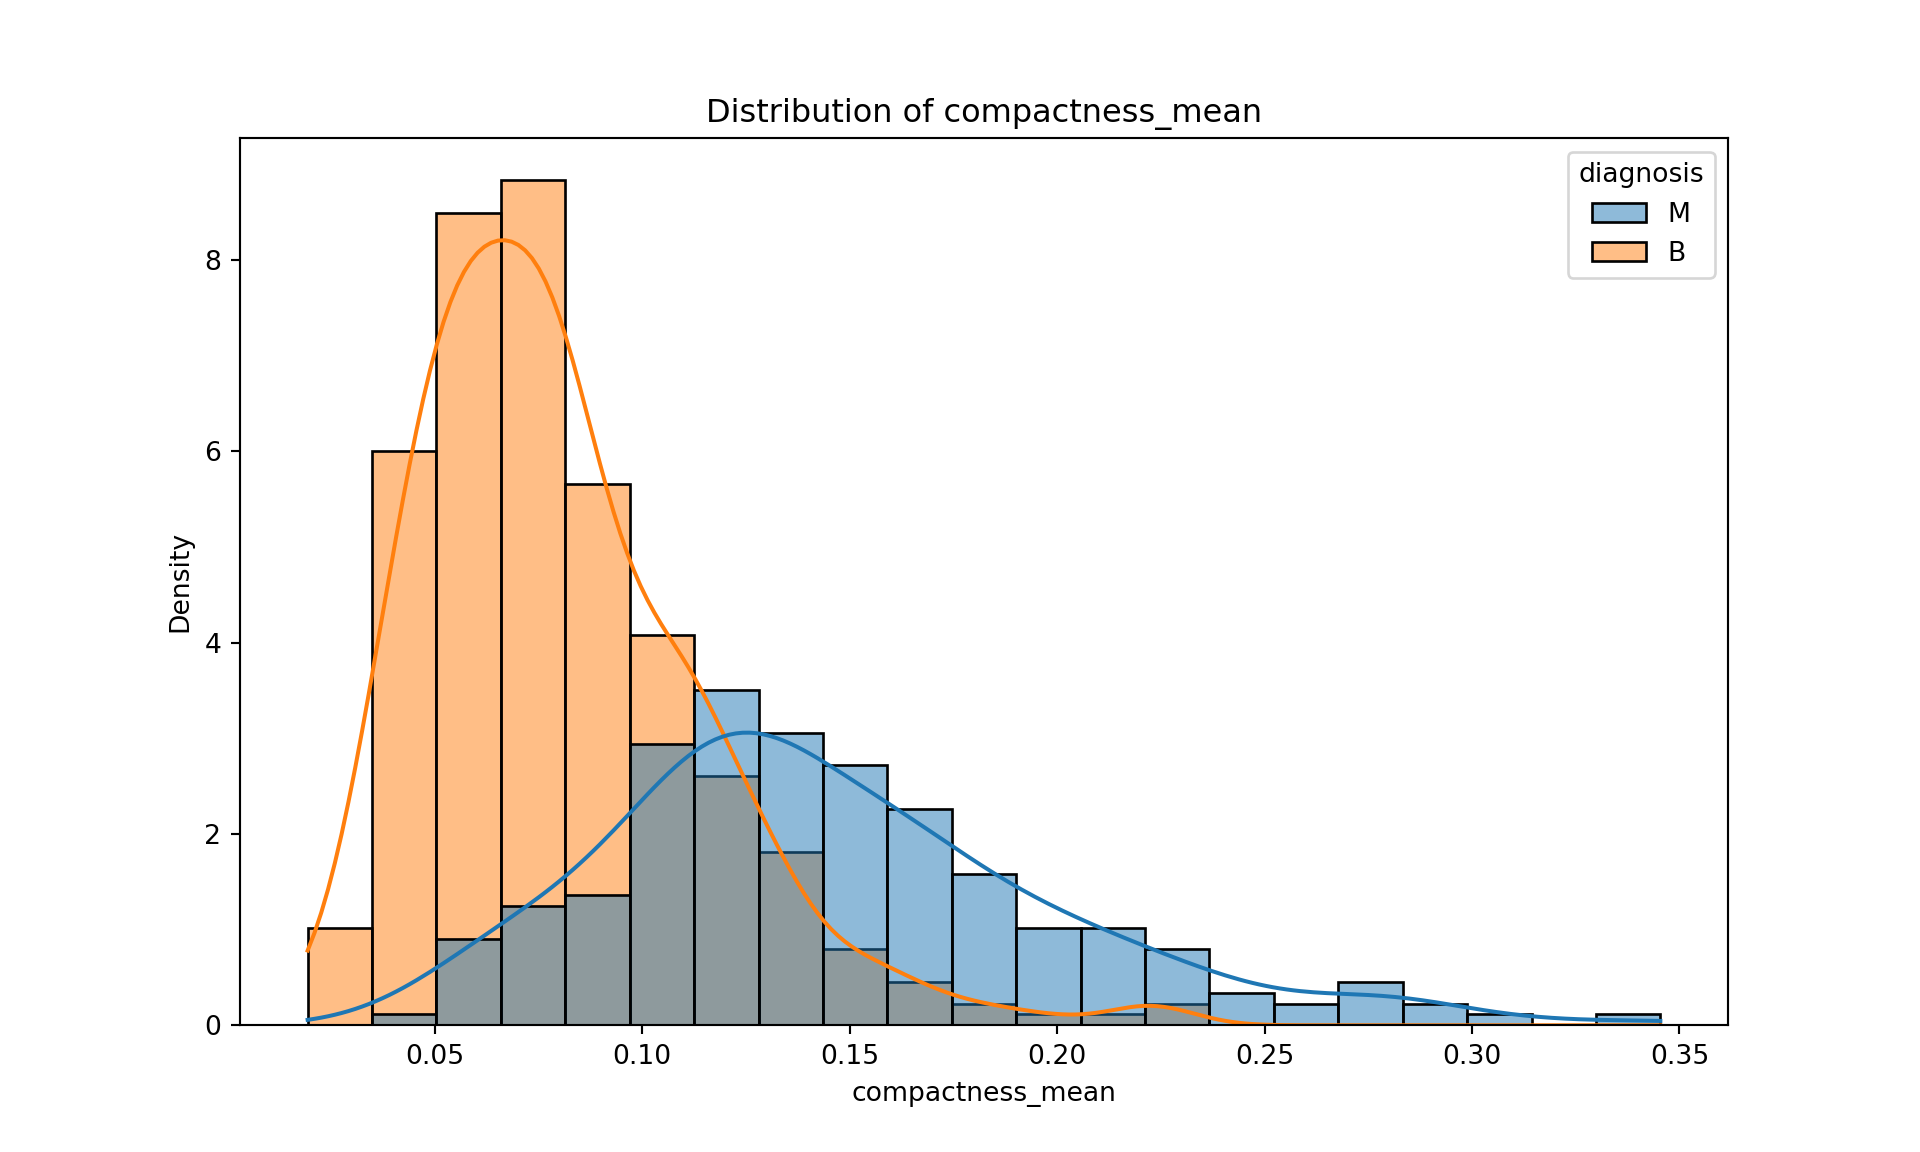 Distribution of compactness_mean
diagnosis
M
B
Density
8
6
4
2
0
0.05 0.10 0.15 0.20 0.25 0.30 0.35
compactness_mean